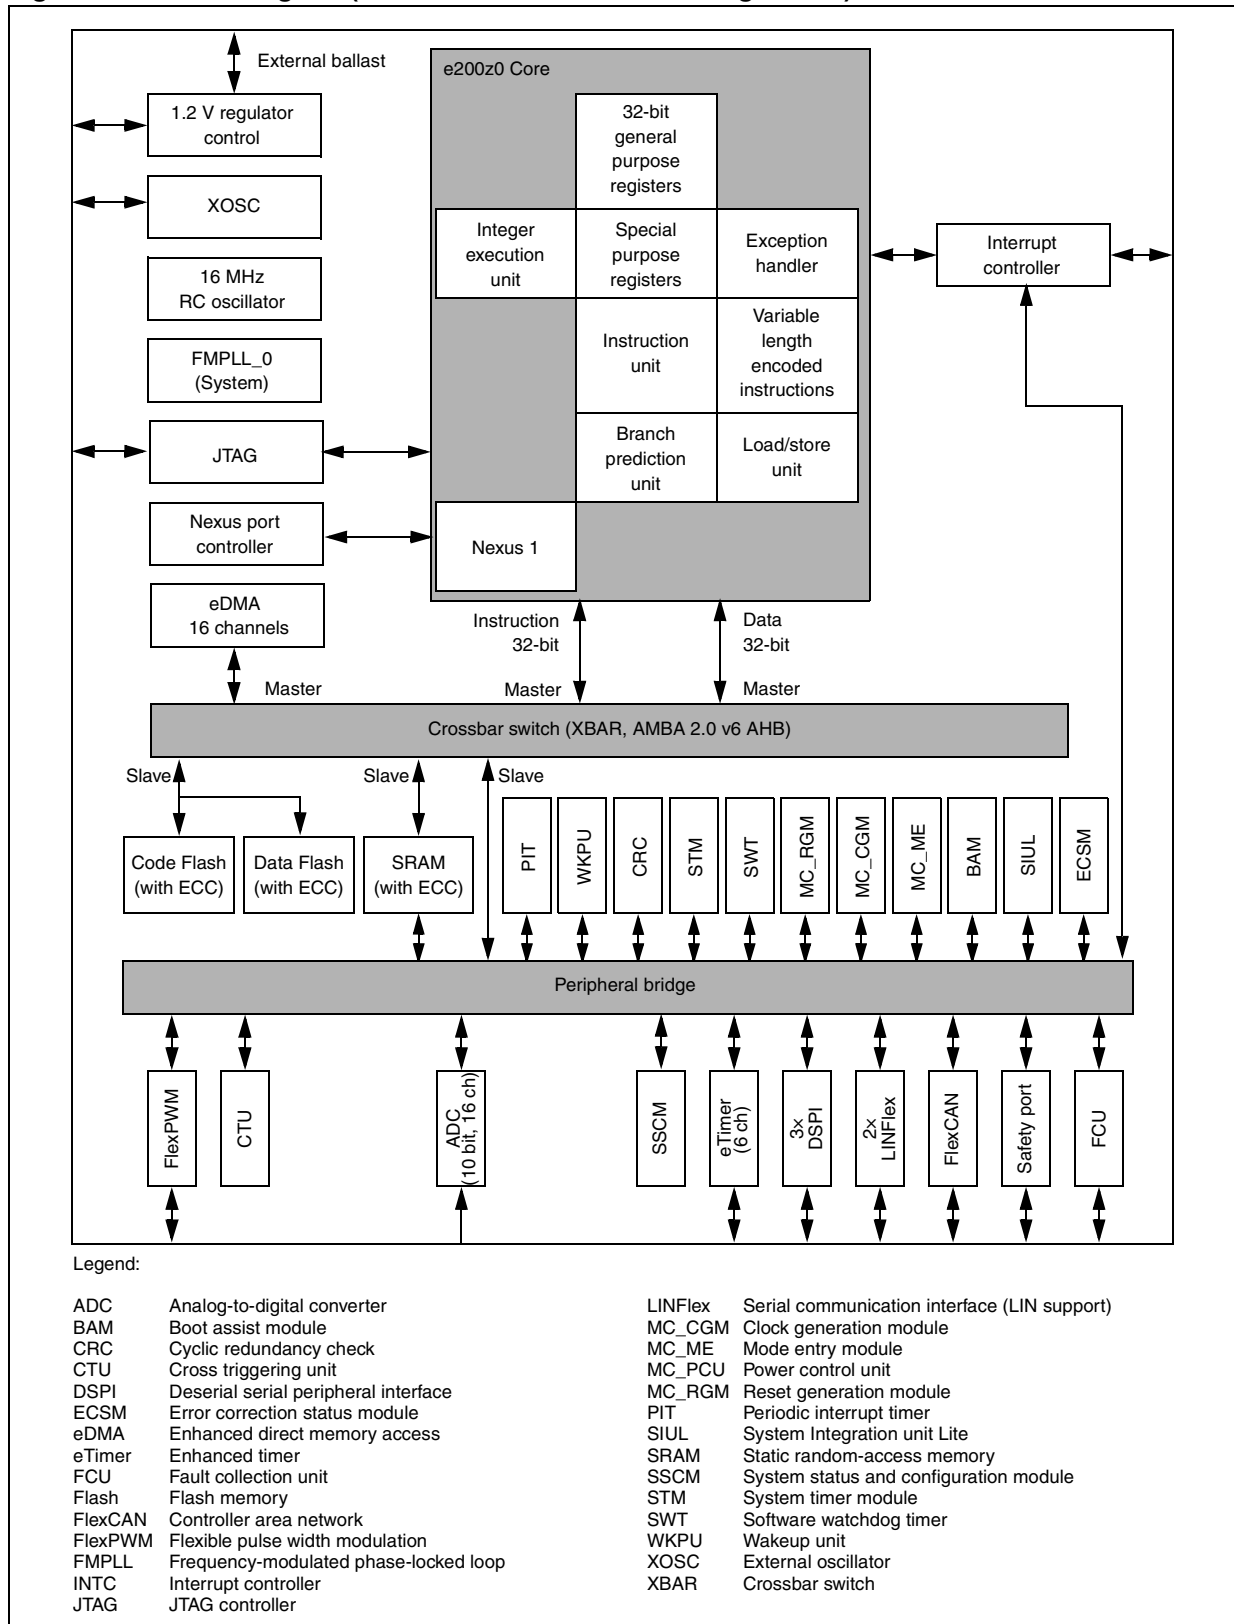 External ballast
e200z0 Core
1.2 V regulator
control
32-bit
general
purpose
registers
XOSC
Integer
execution
unit
Special
purpose
registers
Exception
handler
Interrupt
controller
16 MHz
RC oscillator
Instruction
unit
Variable
length
encoded
instructions
FMPLL_0
(System)
JTAG
Branch
prediction
unit
Load/store
unit
Nexus port
controller
Nexus 1
eDMA
16 channels
Instruction
32-bit
Data
32-bit
Master
Master
Master
Crossbar switch (XBAR, AMBA 2.0 v6 AHB)
Slave
Slave
Slave
Code Flash
(with ECC)
Data Flash
(with ECC)
SRAM
(with ECC)
PIT
WKPU
CRC
STM
SWT
MC_RGM
MC_CGM
MC_ME
BAM
SIUL
ECSM
Peripheral bridge
FlexPWM
CTU
ADC
(10 bit, 16 ch)
SSCM
eTimer
(6 ch)
3×
DSPI
2×
LINFlex
FlexCAN
Safety port
FCU
Legend:
ADC Analog-to-digital converter
BAM Boot assist module
CRC Cyclic redundancy check
CTU Cross triggering unit
DSPI Deserial serial peripheral interface
ECSM Error correction status module
eDMA Enhanced direct memory access
eTimer Enhanced timer
FCU Fault collection unit
Flash Flash memory
FlexCAN Controller area network
FlexPWM Flexible pulse width modulation
FMPLL Frequency-modulated phase-locked loop
INTC Interrupt controller
JTAG JTAG controller
LINFlex Serial communication interface (LIN support)
MC_CGM Clock generation module
MC_ME Mode entry module
MC_PCU Power control unit
MC_RGM Reset generation module
PIT Periodic interrupt timer
SIUL System Integration unit Lite
SRAM Static random-access memory
SSCM System status and configuration module
STM System timer module
SWT Software watchdog timer
WKPU Wakeup unit
XOSC External oscillator
XBAR Crossbar switch